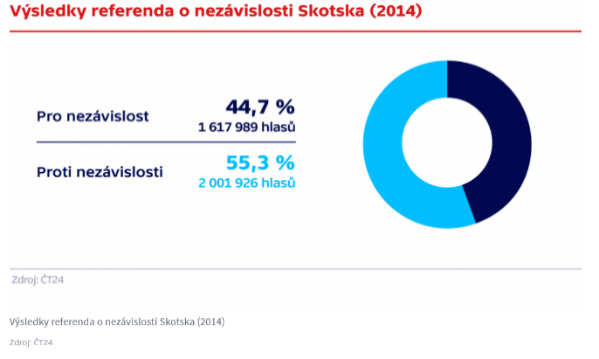 Výsledky referenda o nezávislosti Skotska (2014)
Pro nezávislost
44,7 %
1 617 989 hlasů
Proti nezávislosti
55,3 %
2 001 926 hlasů
Zdroj: ČT24
Výsledky referenda o nezávislosti Skotska (2014)
Zdroj: ČT24